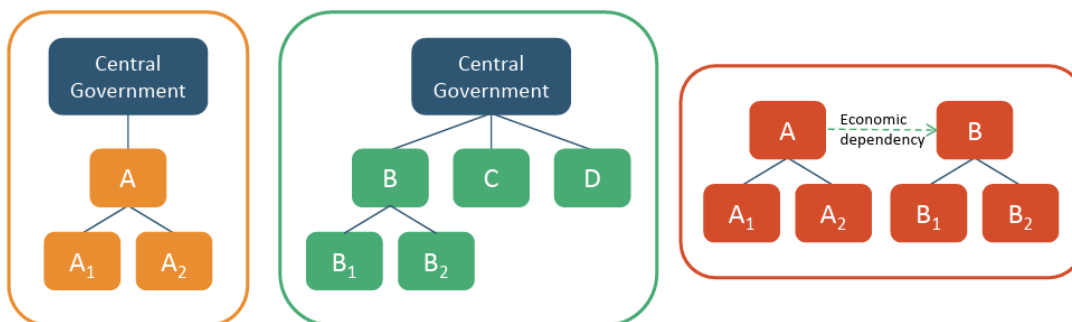 Central
Government
A
A₁
A₂
Central
Government
B
C
D
B₁
B₂
A
Economic
dependency
B
A₁
A₂
B₁
B₂